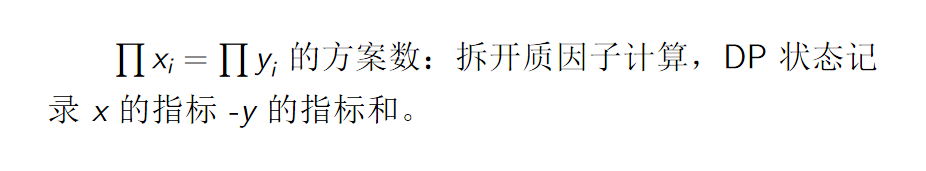 ∏ xᵢ = ∏ yᵢ 的方案数：拆开质因子计算，DP 状态记
录 x 的指标 -y 的指标和。